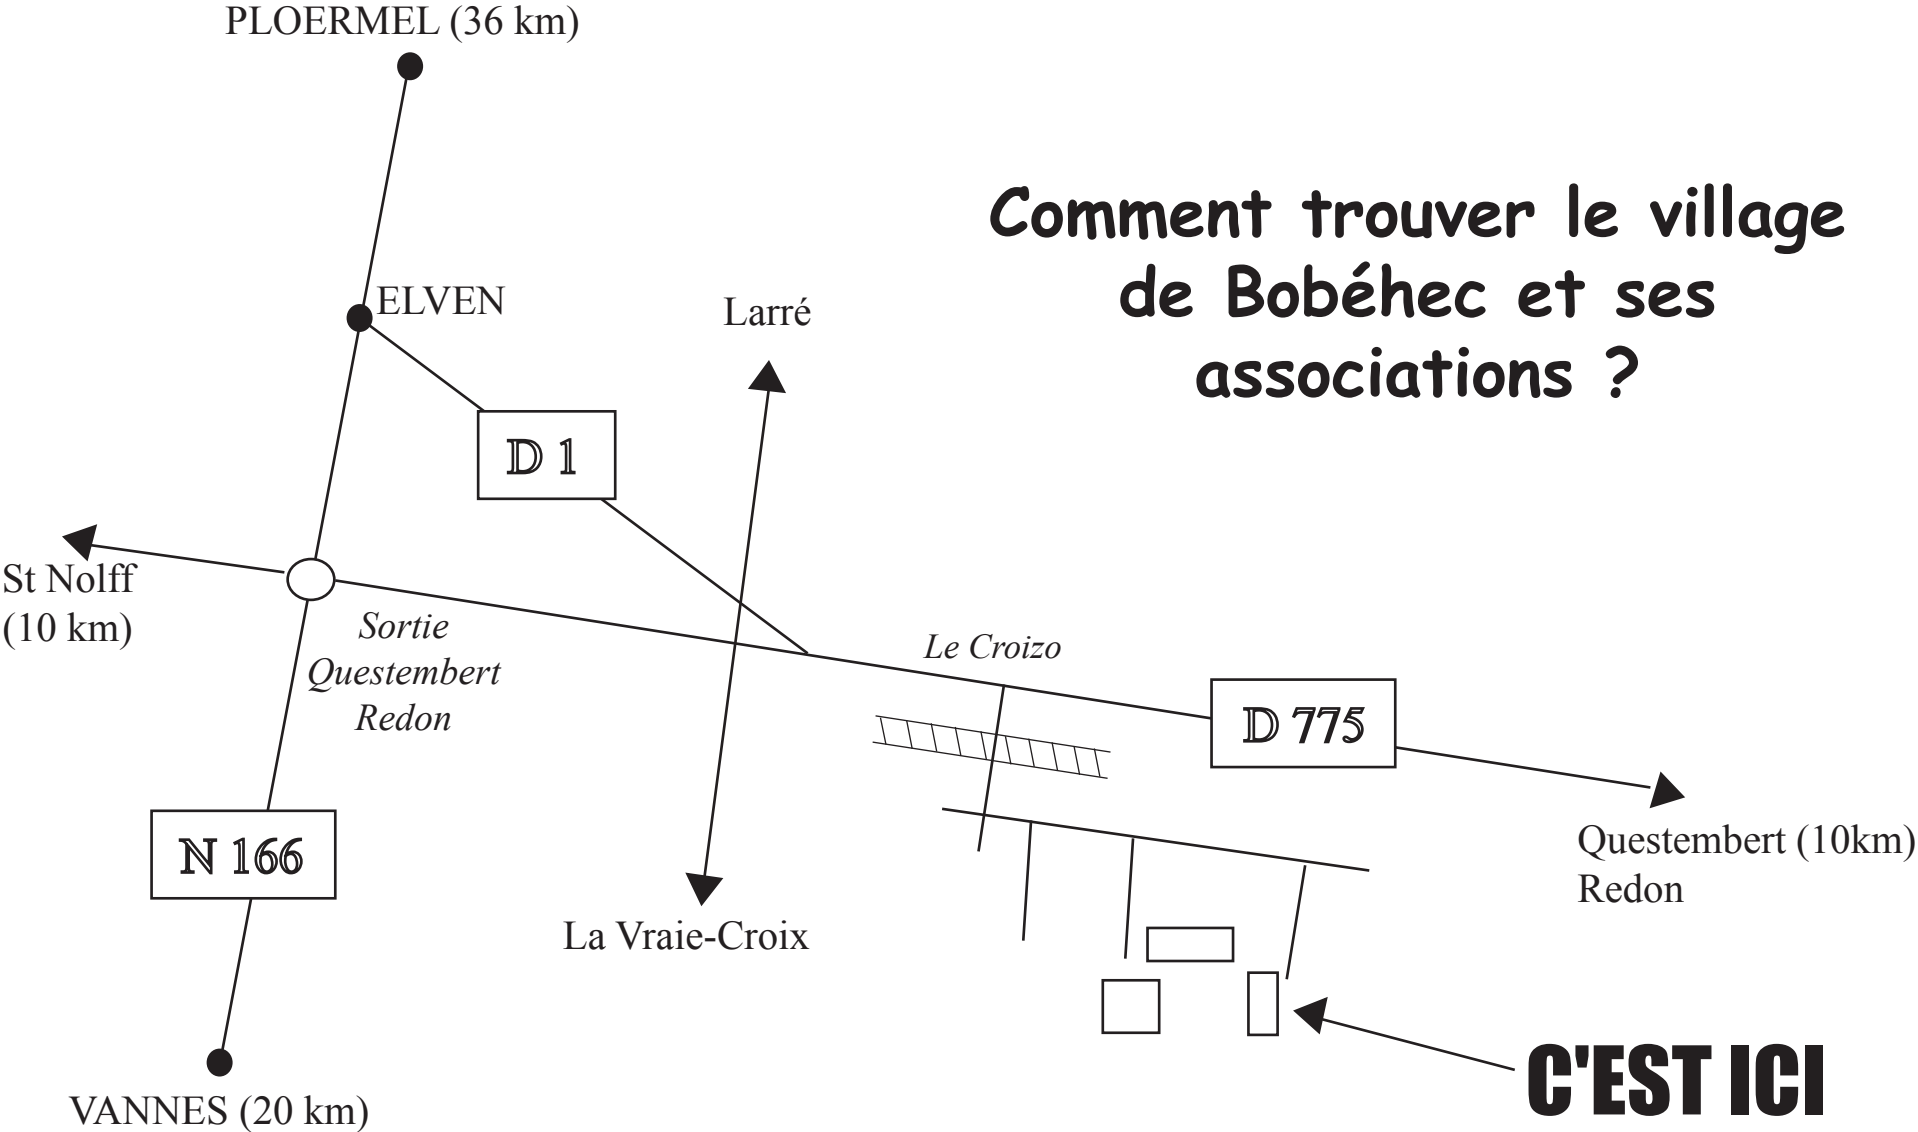 PLOERMEL (36 km)
Comment trouver le village
de Bobéhec et ses
associations ?
ELVEN
Larré
D 1
St Nolff
(10 km)
Sortie
Questembert
Redon
Le Croizo
D 775
N 166
Questembert (10km)
Redon
La Vraie-Croix
C'EST ICI
VANNES (20 km)